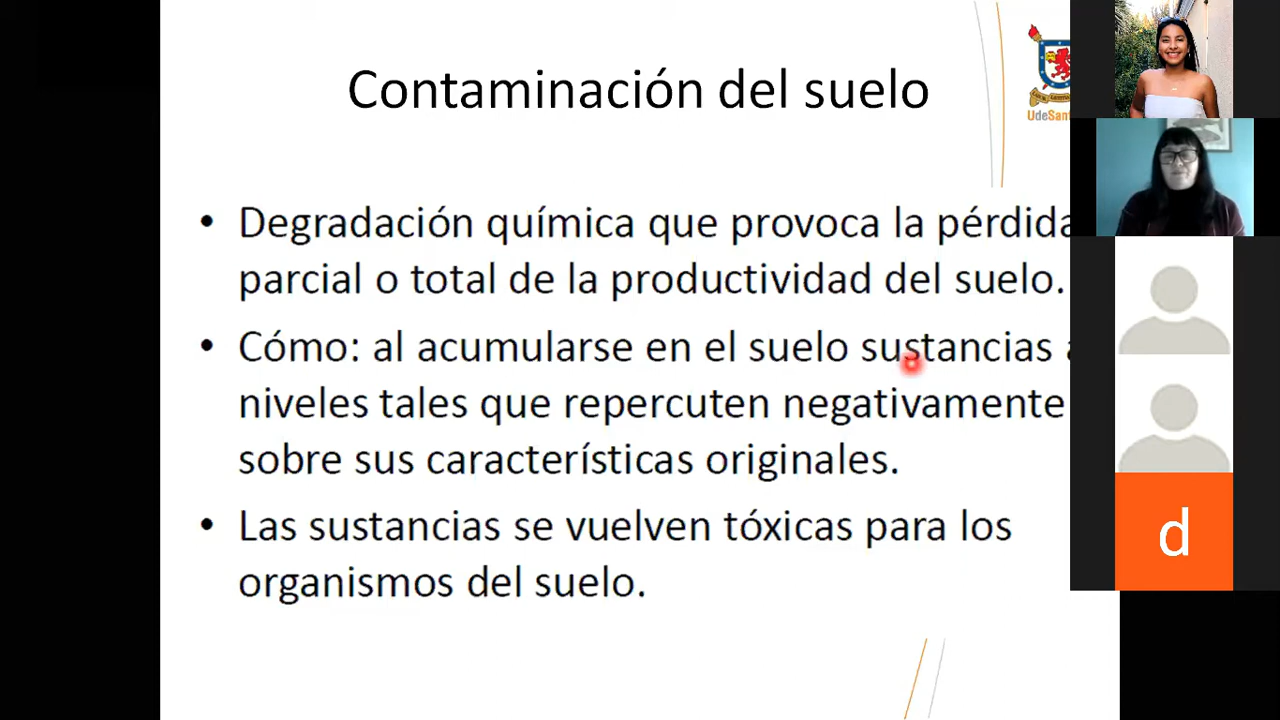 Contaminación del suelo
UdeSant
• Degradación química que provoca la pérdida
parcial o total de la productividad del suelo.
• Cómo: al acumularse en el suelo sustancias a
niveles tales que repercuten negativamente
sobre sus características originales.
• Las sustancias se vuelven tóxicas para los
organismos del suelo.
d